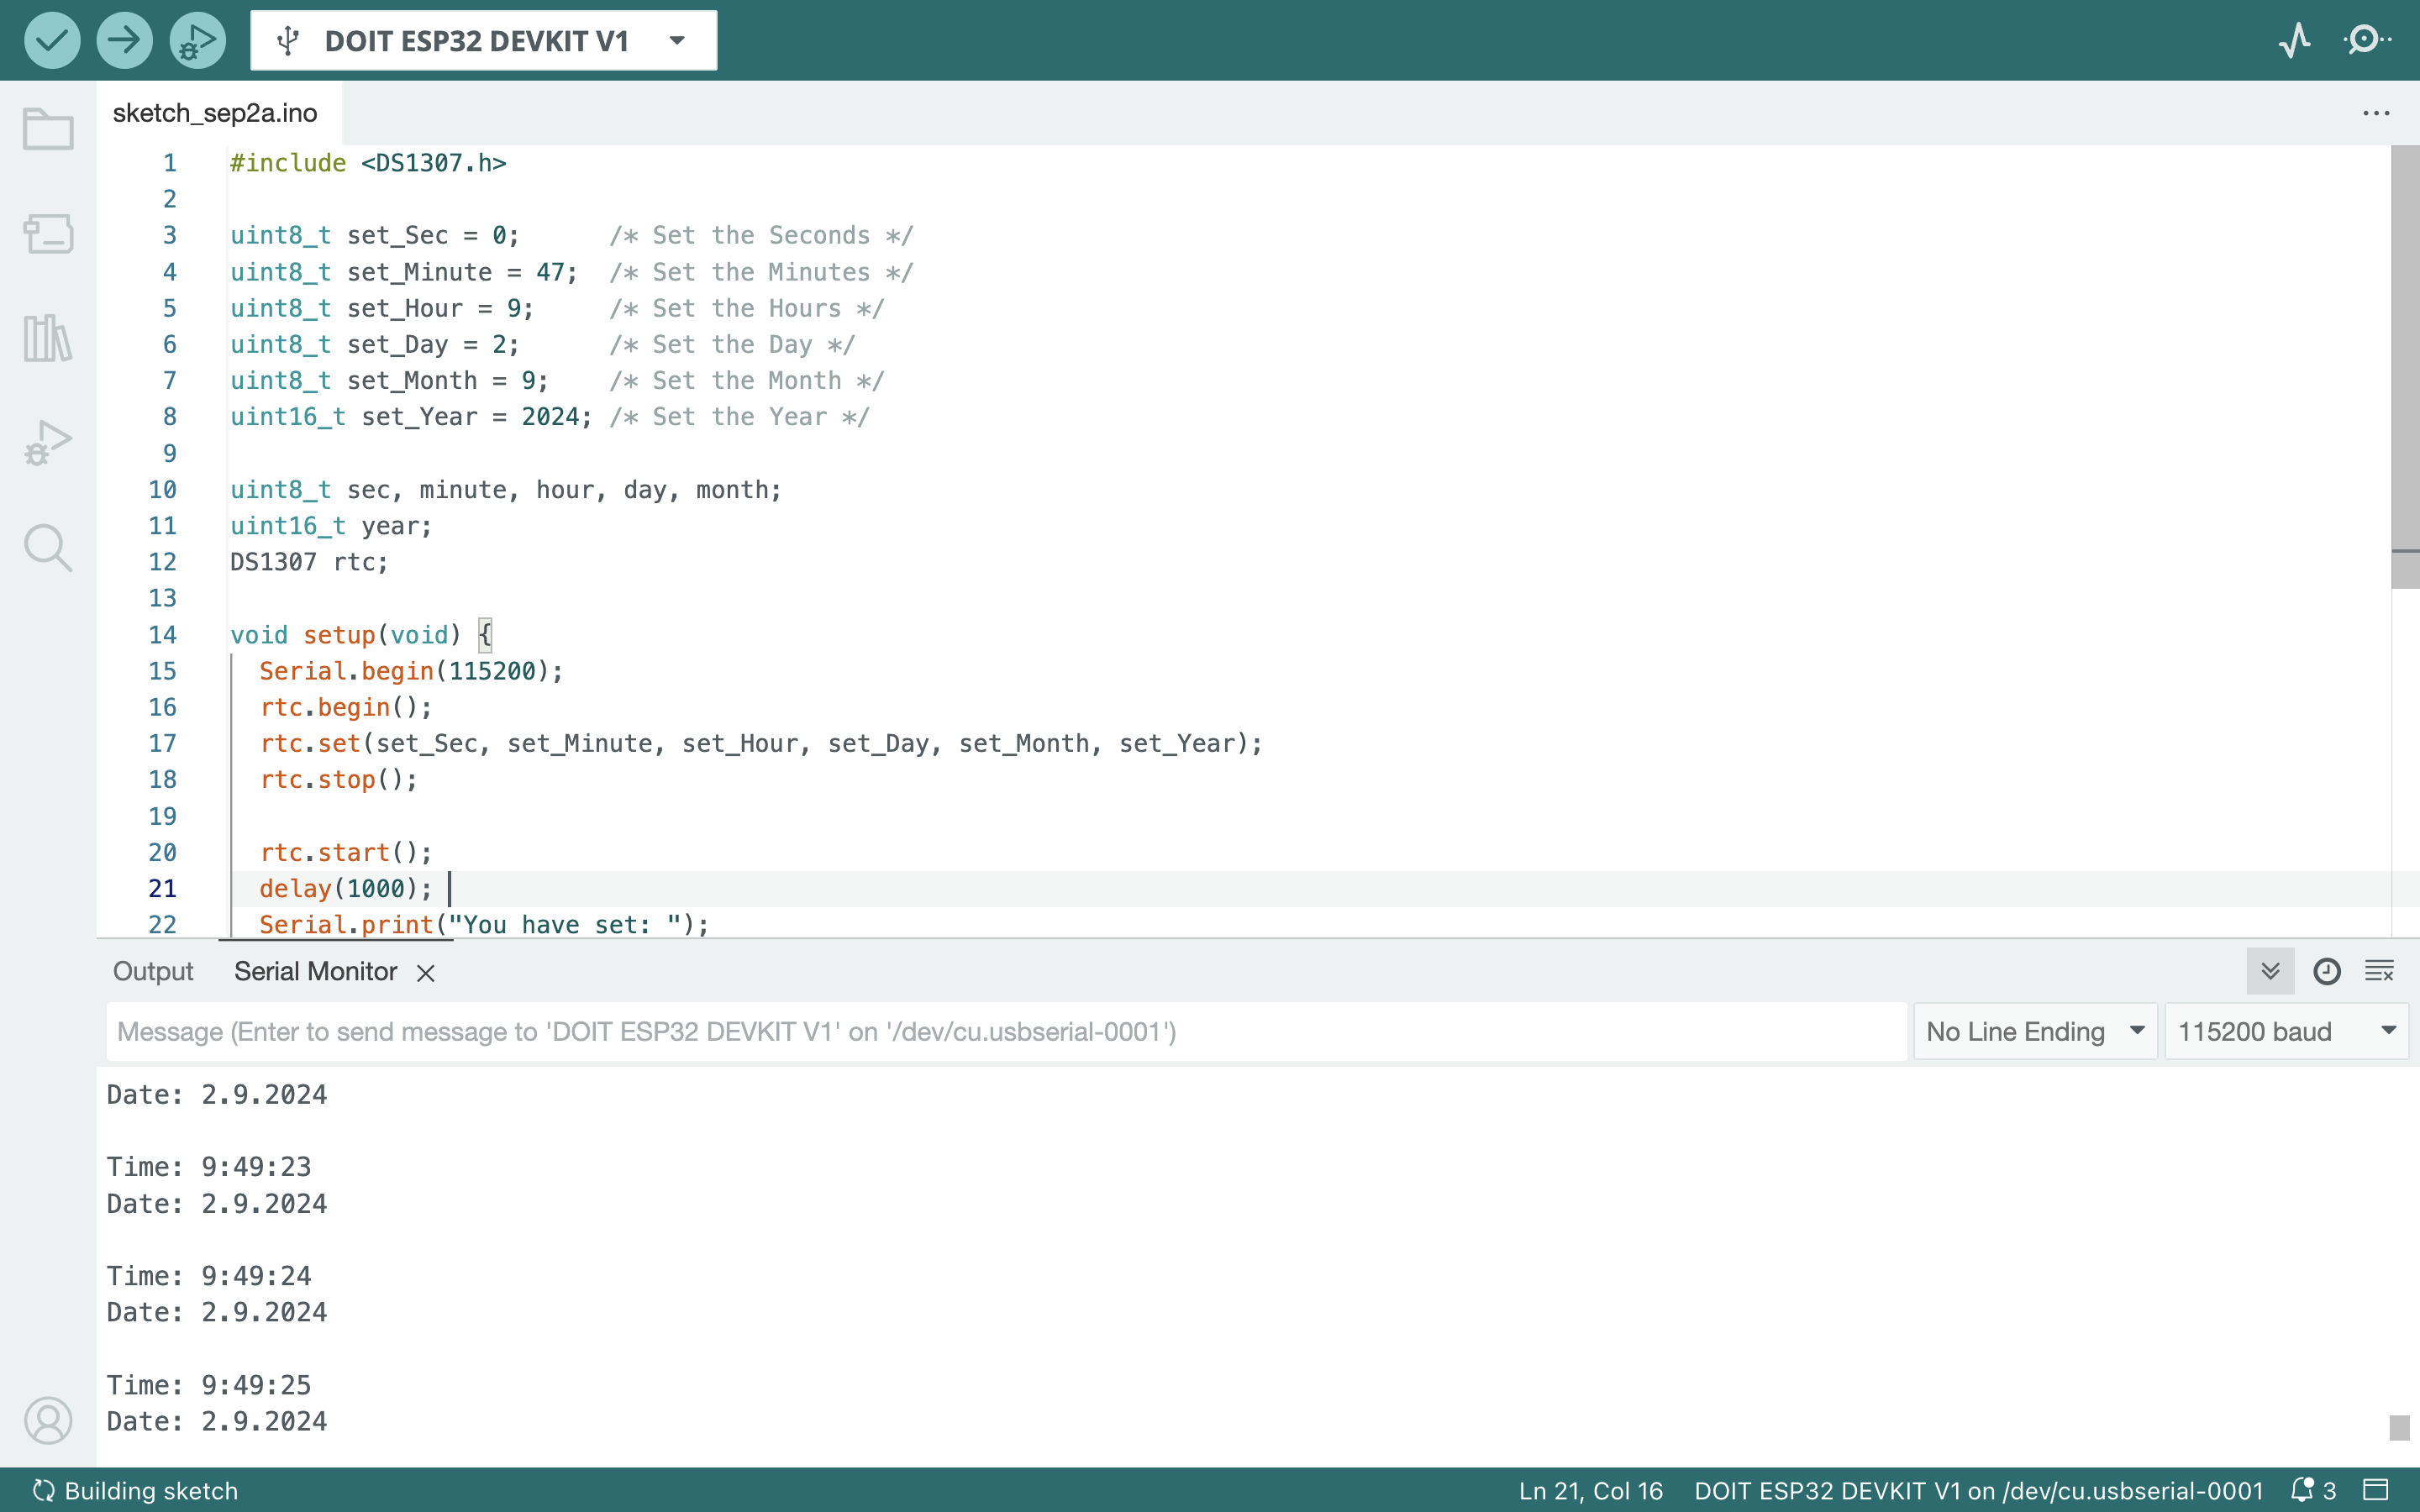 DOIT ESP32 DEVKIT V1
sketch_sep2a.ino
1 #include <DS1307.h>
2
3 uint8_t set_Sec = 0;      /* Set the Seconds */
4 uint8_t set_Minute = 47;  /* Set the Minutes */
5 uint8_t set_Hour = 9;     /* Set the Hours */
6 uint8_t set_Day = 2;      /* Set the Day */
7 uint8_t set_Month = 9;    /* Set the Month */
8 uint16_t set_Year = 2024; /* Set the Year */
9
10 uint8_t sec, minute, hour, day, month;
11 uint16_t year;
12 DS1307 rtc;
13
14 void setup(void) {
15   Serial.begin(115200);
16   rtc.begin();
17   rtc.set(set_Sec, set_Minute, set_Hour, set_Day, set_Month, set_Year);
18   rtc.stop();
19
20   rtc.start();
21   delay(1000);
22   Serial.print("You have set: ");
Output Serial Monitor
Message (Enter to send message to 'DOIT ESP32 DEVKIT V1' on '/dev/cu.usbserial-0001') No Line Ending 115200 baud
Date: 2.9.2024
Time: 9:49:23
Date: 2.9.2024
Time: 9:49:24
Date: 2.9.2024
Time: 9:49:25
Date: 2.9.2024
Building sketch Ln 21, Col 16 DOIT ESP32 DEVKIT V1 on /dev/cu.usbserial-0001 3